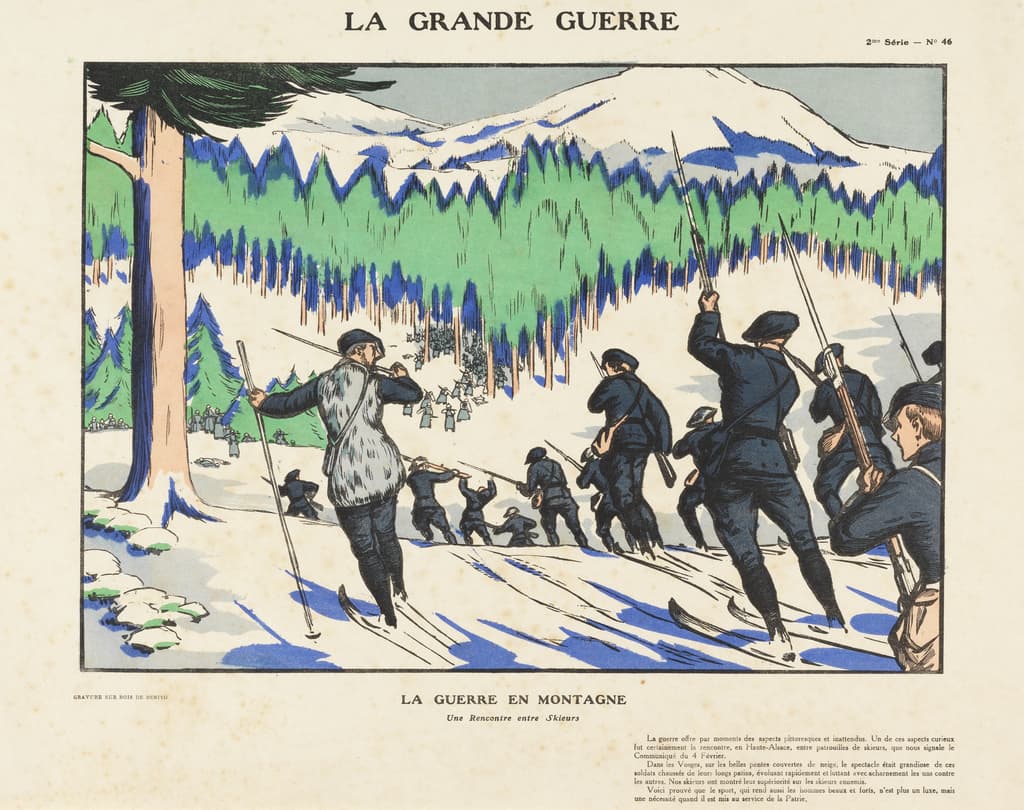 LA GRANDE GUERRE
2me Série — No 46
GRAVURE SUR BOIS DE BENITO
LA GUERRE EN MONTAGNE
Une Rencontre entre Skieurs
La guerre offre par moments des aspects pittoresques et inattendus. Un de ces aspects curieux
fut certainement la rencontre, en Haute-Alsace, entre patrouilles de skieurs, que nous signale le
Communiqué du 4 Février.
Dans les Vosges, sur les belles pentes couvertes de neige, le spectacle était grandiose de ces
soldats chaussés de leurs longs patins, évoluant rapidement et luttant avec acharnement les uns contre
les autres. Nos skieurs ont montré leur supériorité sur les skieurs ennemis.
Voici prouvé que le sport, qui rend aussi les hommes beaux et forts, n'est plus un luxe, mais
une nécessité quand il est mis au service de la Patrie.